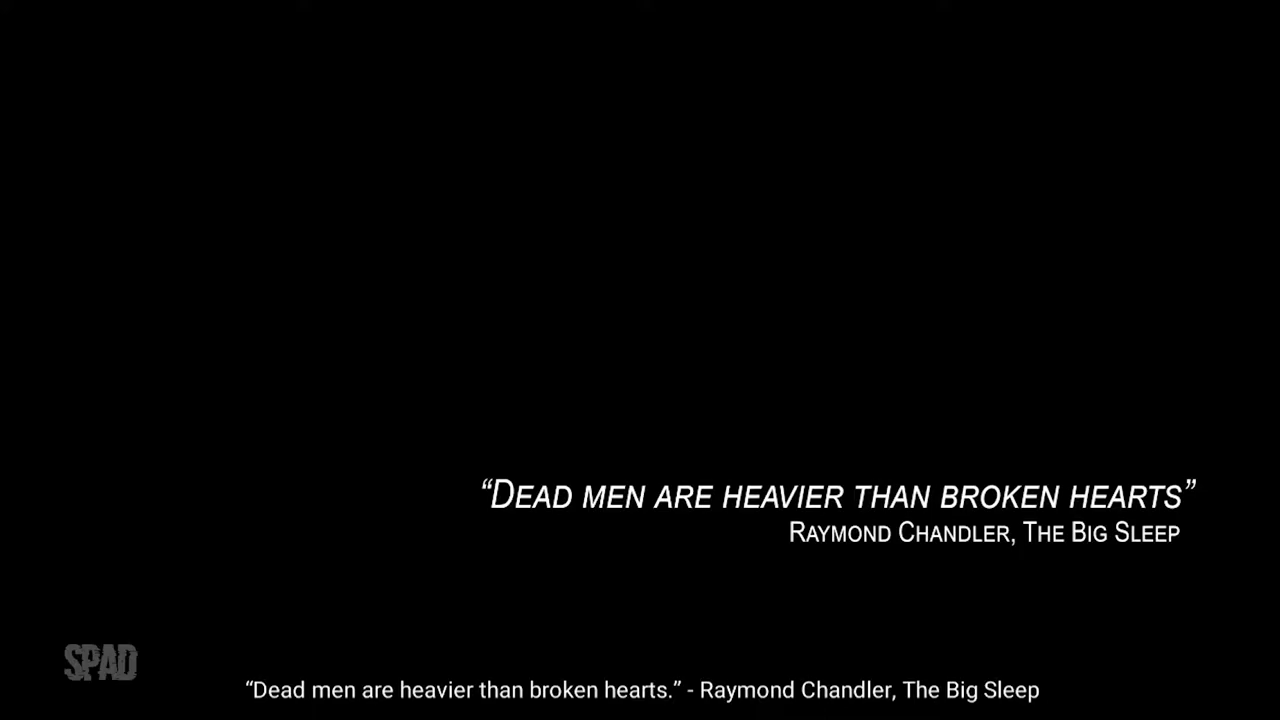 “DEAD MEN ARE HEAVIER THAN BROKEN HEARTS”
RAYMOND CHANDLER, THE BIG SLEEP
SPAD
“Dead men are heavier than broken hearts.” - Raymond Chandler, The Big Sleep